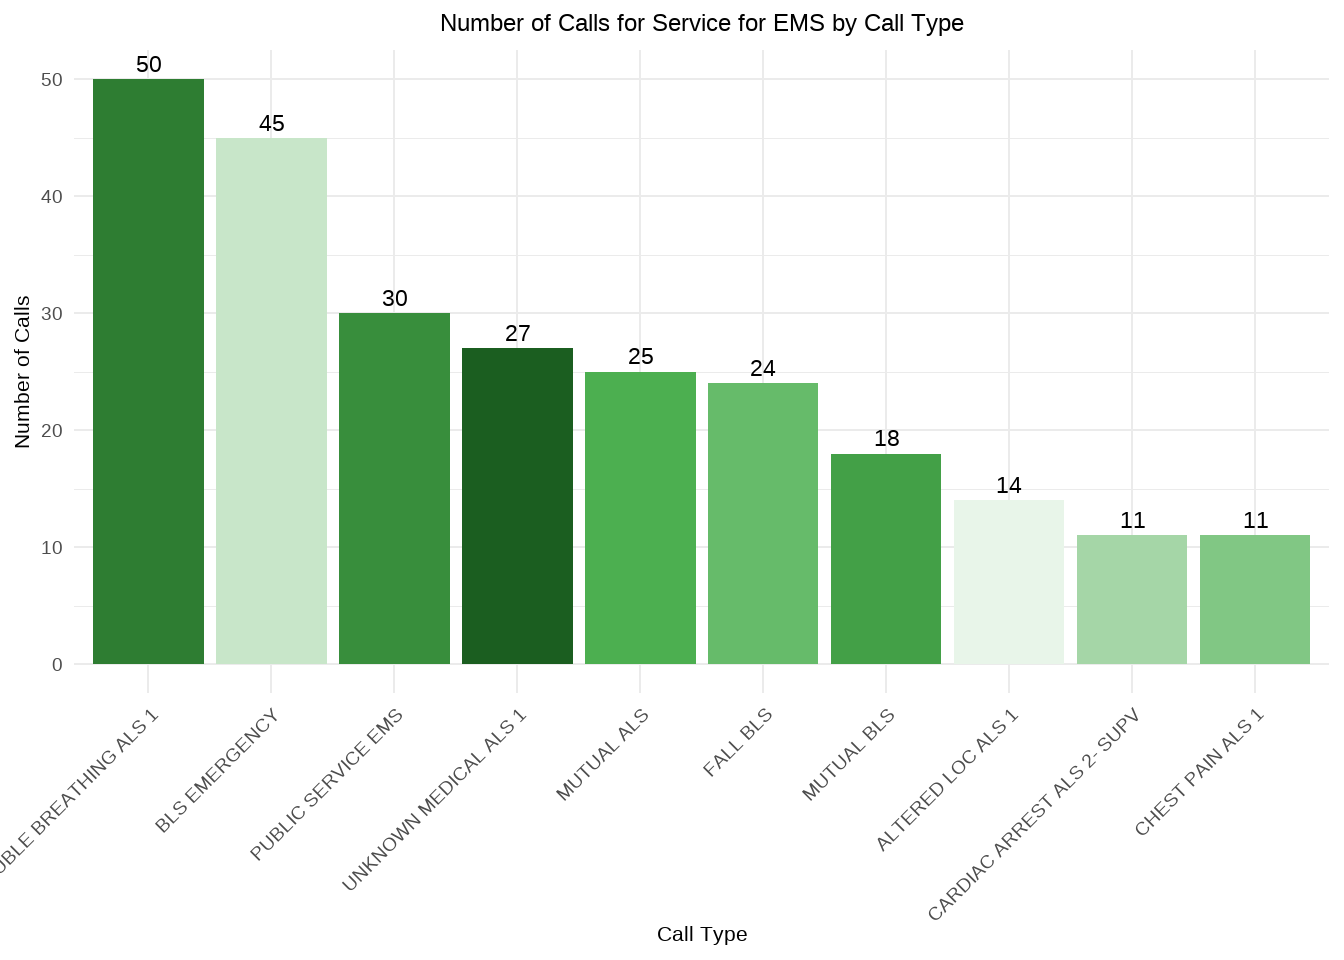 Number of Calls for Service for EMS by Call Type
Number of Calls
50
40
30
20
10
0
50
45
30
27
25
24
18
14
11
11
BREATHING ALS 1
BLS EMERGENCY
PUBLIC SERVICE EMS
UNKNOWN MEDICAL ALS 1
MUTUAL ALS
FALL BLS
MUTUAL BLS
ALTERED LOC ALS 1
CARDIAC ARREST ALS 2- SUPV
CHEST PAIN ALS 1
Call Type